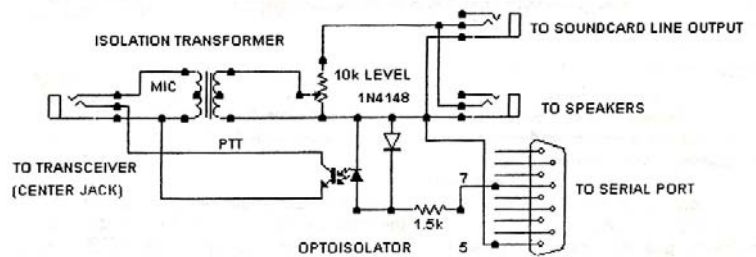 TO SOUNDCARD LINE OUTPUT
ISOLATION TRANSFORMER
10k LEVEL
MIC
1N4148
TO SPEAKERS
PTT
TO TRANSCEIVER
(CENTER JACK)
7
TO SERIAL PORT
1.5k
OPTOISOLATOR
5